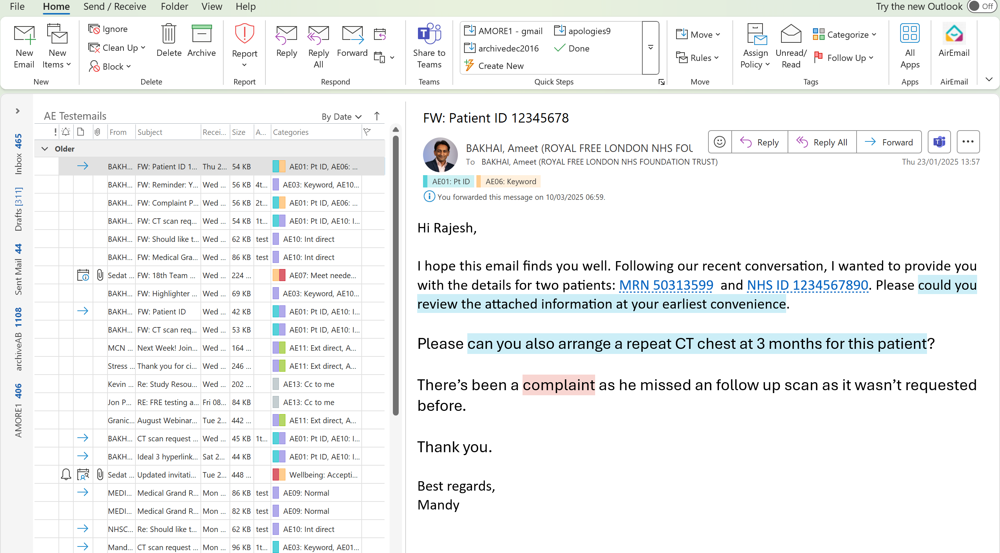 File Home Send / Receive Folder View Help Try the new Outlook Off
New Email
New Items
Ignore
Clean Up
Block
Delete
Archive
Report
Reply
Reply All
Forward
Share to Teams
AMORE1 - gmail apologies9
archivedec2016 Done
Create New
Move
Rules
Assign Policy
Unread/ Read
Categorize
Follow Up
All Apps
AirEmail
New Delete Report Respond Teams Quick Steps Move Tags Apps AirEmail
Inbox 465
Drafts [311]
Sent Mail 44
archiveAB 1108
AMORE1 406
AE Testemails By Date
! From Subject Recei... Size A... Categories
Older
BAKH... FW: Patient ID 1... Thu 2... 54 KB AE01: Pt ID, AE06: ...
BAKH... FW: Reminder: Y... Wed ... 56 KB 4t... AE03: Keyword, AE10...
BAKH... FW: Complaint P... Wed ... 56 KB 2t... AE01: Pt ID, AE06: ...
BAKH... FW: CT scan req... Wed ... 54 KB 1t... AE01: Pt ID, AE10: I...
BAKH... FW: Should like t... Wed ... 62 KB test AE10: Int direct
BAKH... FW: Medical Gra... Wed ... 86 KB test AE10: Int direct
Sedat ... FW: 18th Team ... Wed ... 224 ... AE07: Meet neede...
BAKH... FW: Highlighter ... Wed ... 69 KB AE03: Keyword, AE10...
BAKH... FW: Patient ID Wed ... 42 KB AE01: Pt ID, AE10: I...
BAKH... FW: CT scan req... Wed ... 53 KB AE01: Pt ID, AE10: I...
MCN ... Next Week! Join... Wed ... 164 ... AE11: Ext direct, A...
Stress ... Thank you for ci... Wed ... 246 ... AE11: Ext direct, A...
Kevin ... Re: Study Resou... Wed ... 202 ... AE13: Cc to me
Jon P... RE: FRE testing a... Fri 08... 84 KB AE13: Cc to me
Granic... August Webinar... Tue 2... 442 ... AE11: Ext direct, A...
BAKH... CT scan request ... Wed ... 45 KB 1t... AE01: Pt ID, AE10: I...
BAKH... Ideal 3 hyperlink... Sat 2... 44 KB AE01: Pt ID, AE10: I...
Sedat ... Updated invitati... Tue 2... 448 ... Wellbeing: Accepti...
MEDI... Medical Grand R... Mon ... 86 KB test AE09: Normal
MEDI... Medical Grand R... Mon ... 82 KB test AE09: Normal
NHSC... Re: Should like t... Mon ... 62 KB test AE10: Int direct
Mand... CT scan request ... Mon ... 96 KB 1t... AE03: Keyword, AE01...
FW: Patient ID 12345678
BAKHAI, Ameet (ROYAL FREE LONDON NHS FOU
Reply Reply All Forward
To BAKHAI, Ameet (ROYAL FREE LONDON NHS FOUNDATION TRUST) Thu 23/01/2025 13:57
AE01: Pt ID AE06: Keyword
You forwarded this message on 10/03/2025 06:59.
Hi Rajesh,
I hope this email finds you well. Following our recent conversation, I wanted to provide you
with the details for two patients: MRN 50313599 and NHS ID 1234567890. Please could you
review the attached information at your earliest convenience.
Please can you also arrange a repeat CT chest at 3 months for this patient?
There’s been a complaint as he missed an follow up scan as it wasn’t requested
before.
Thank you.
Best regards,
Mandy